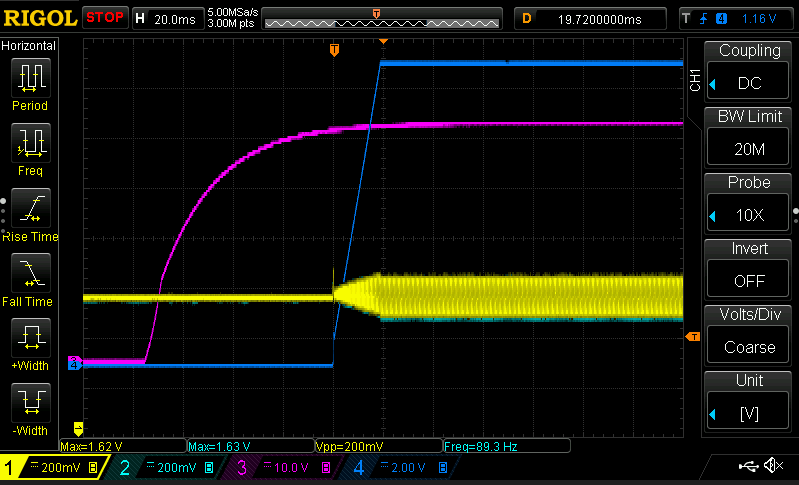 RIGOL STOP H 20.0ms 5.00MSa/s 3.00M pts T D 19.7200000ms T 4 1.16 V
Horizontal
Period
Freq
Rise Time
Fall Time
+Width
-Width
T
3
4
T
CH1
Coupling
DC
BW Limit
20M
Probe
10X
Invert
OFF
Volts/Div
Coarse
Unit
[V]
Max=1.62 V Max=1.63 V Vpp=200mV Freq=89.3 Hz
1 200mV B 2 200mV B 3 10.0 V B 4 2.00 V B